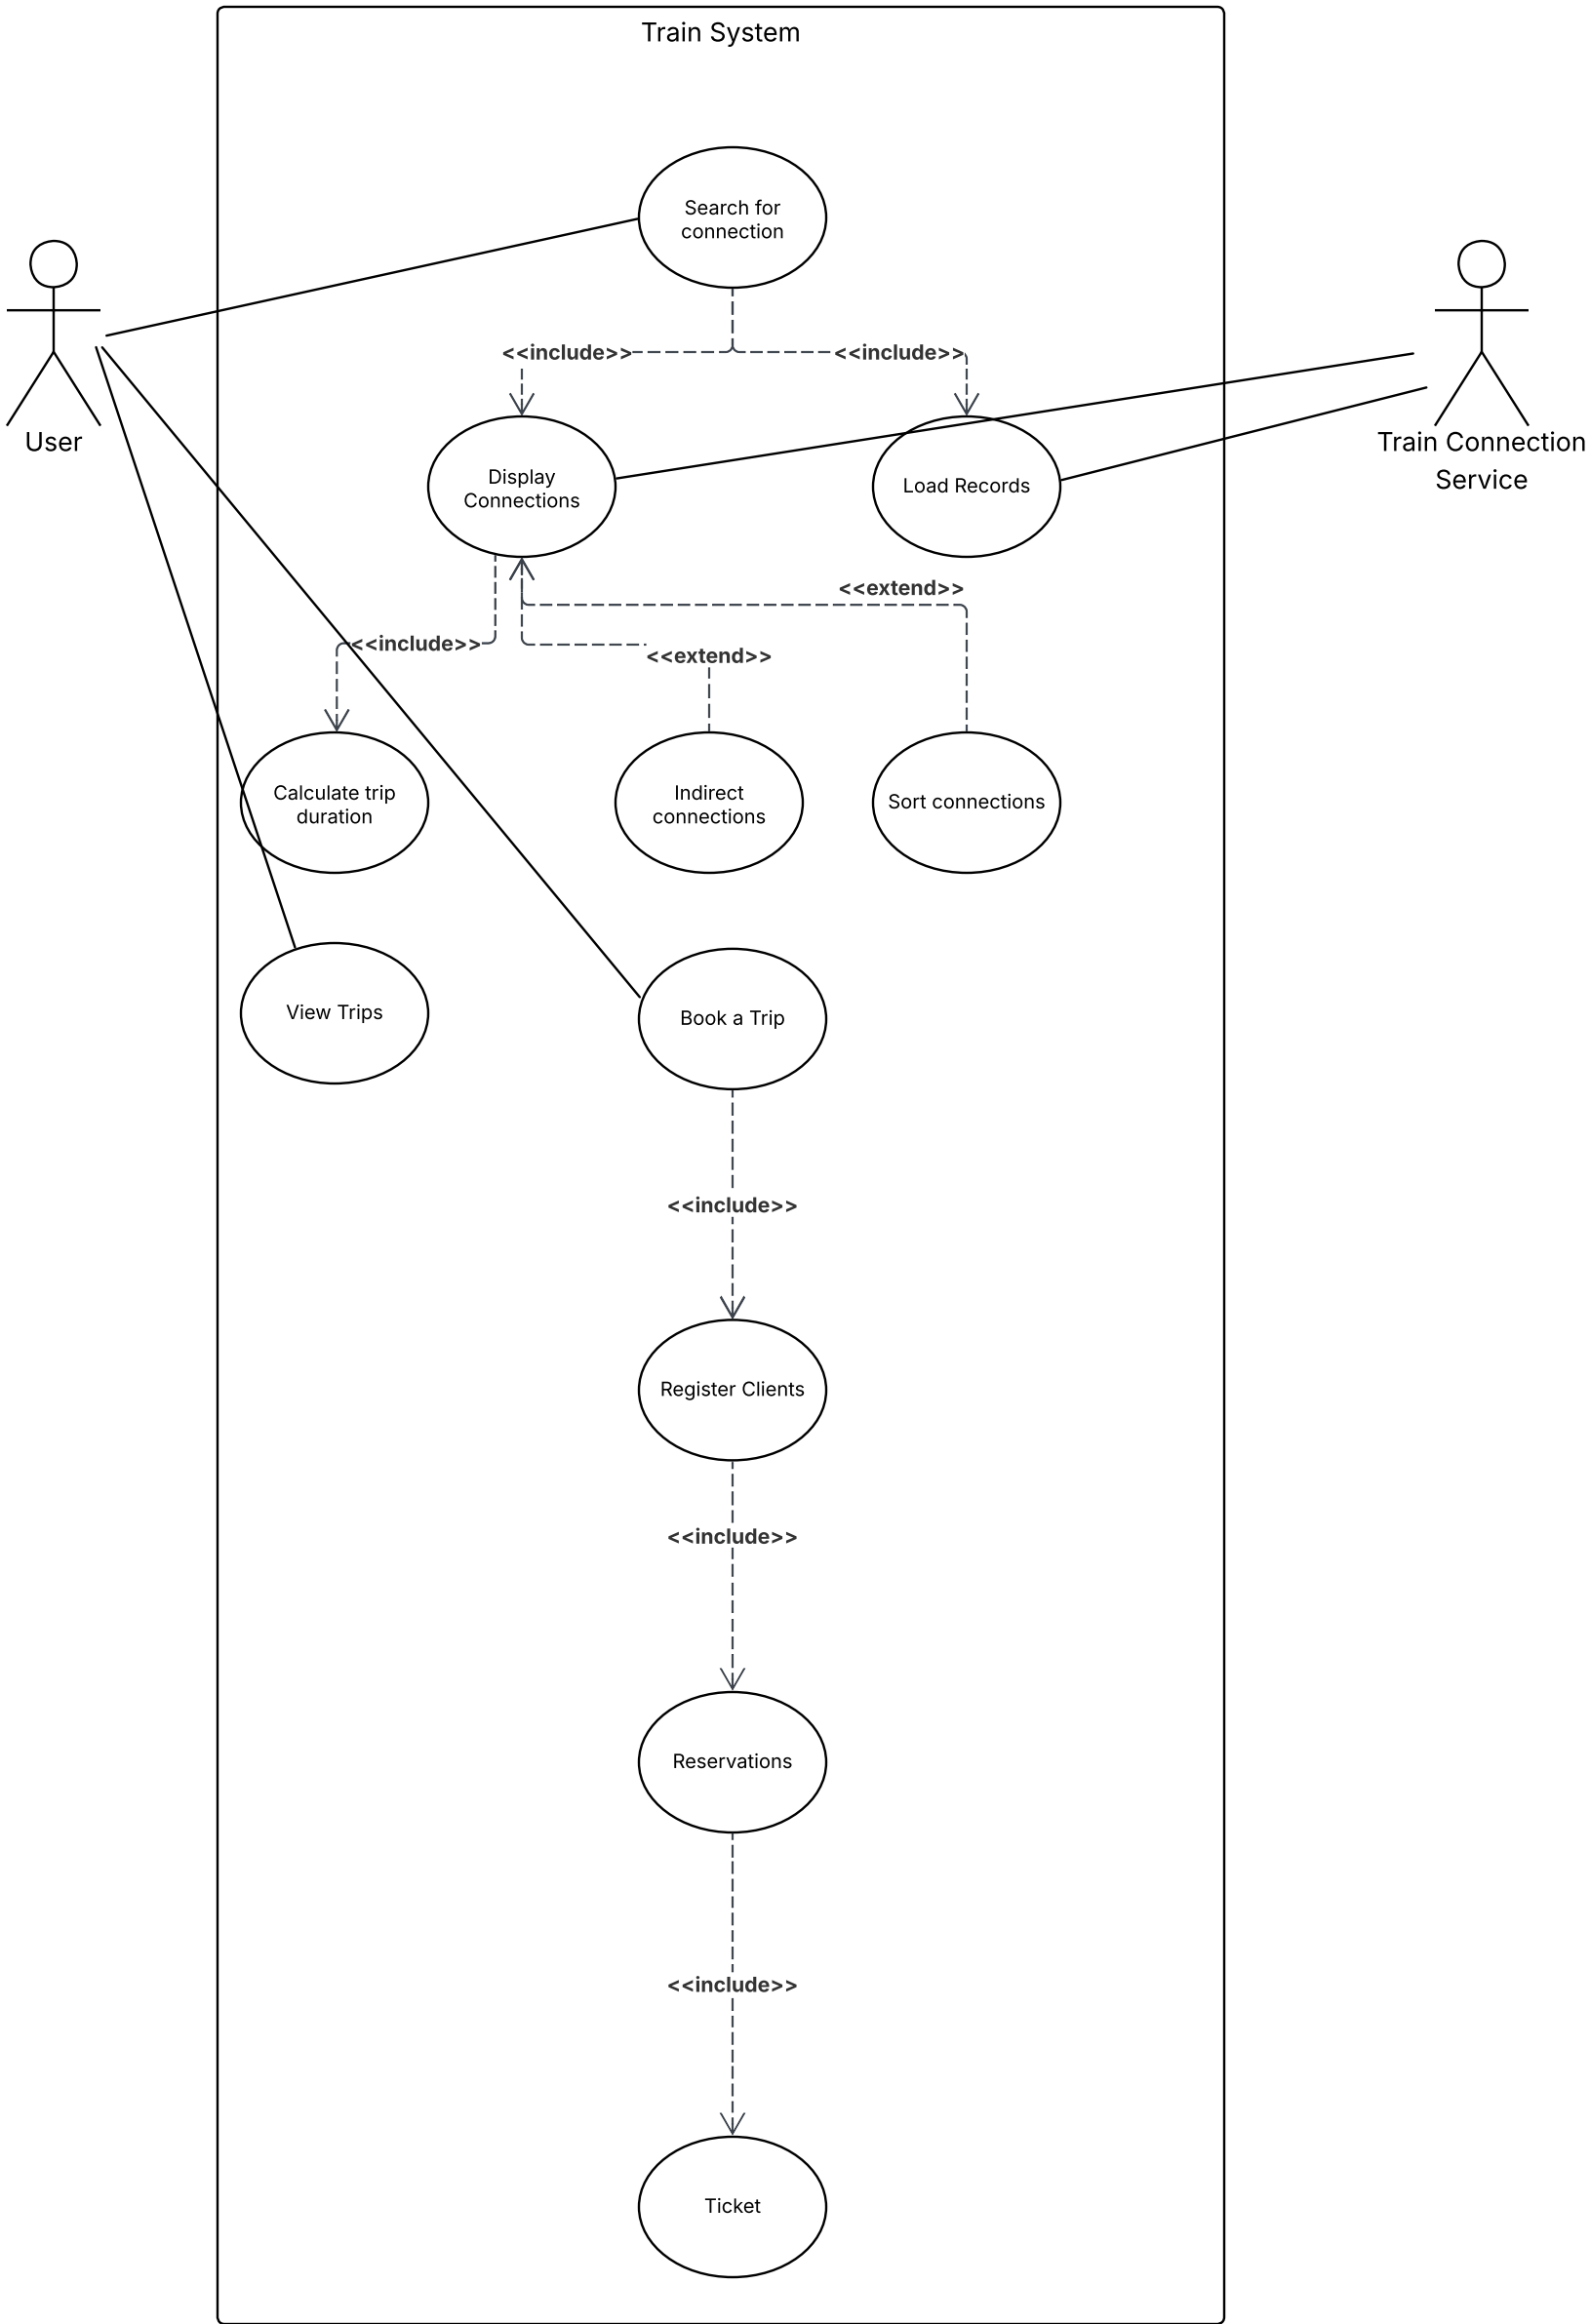 Train System
Search for
connection
<<include>>
<<include>>
User
Train Connection
Service
Display
Connections
Load Records
<<extend>>
<<include>>
<<extend>>
Calculate trip
duration
Indirect
connections
Sort connections
View Trips
Book a Trip
<<include>>
Register Clients
<<include>>
Reservations
<<include>>
Ticket